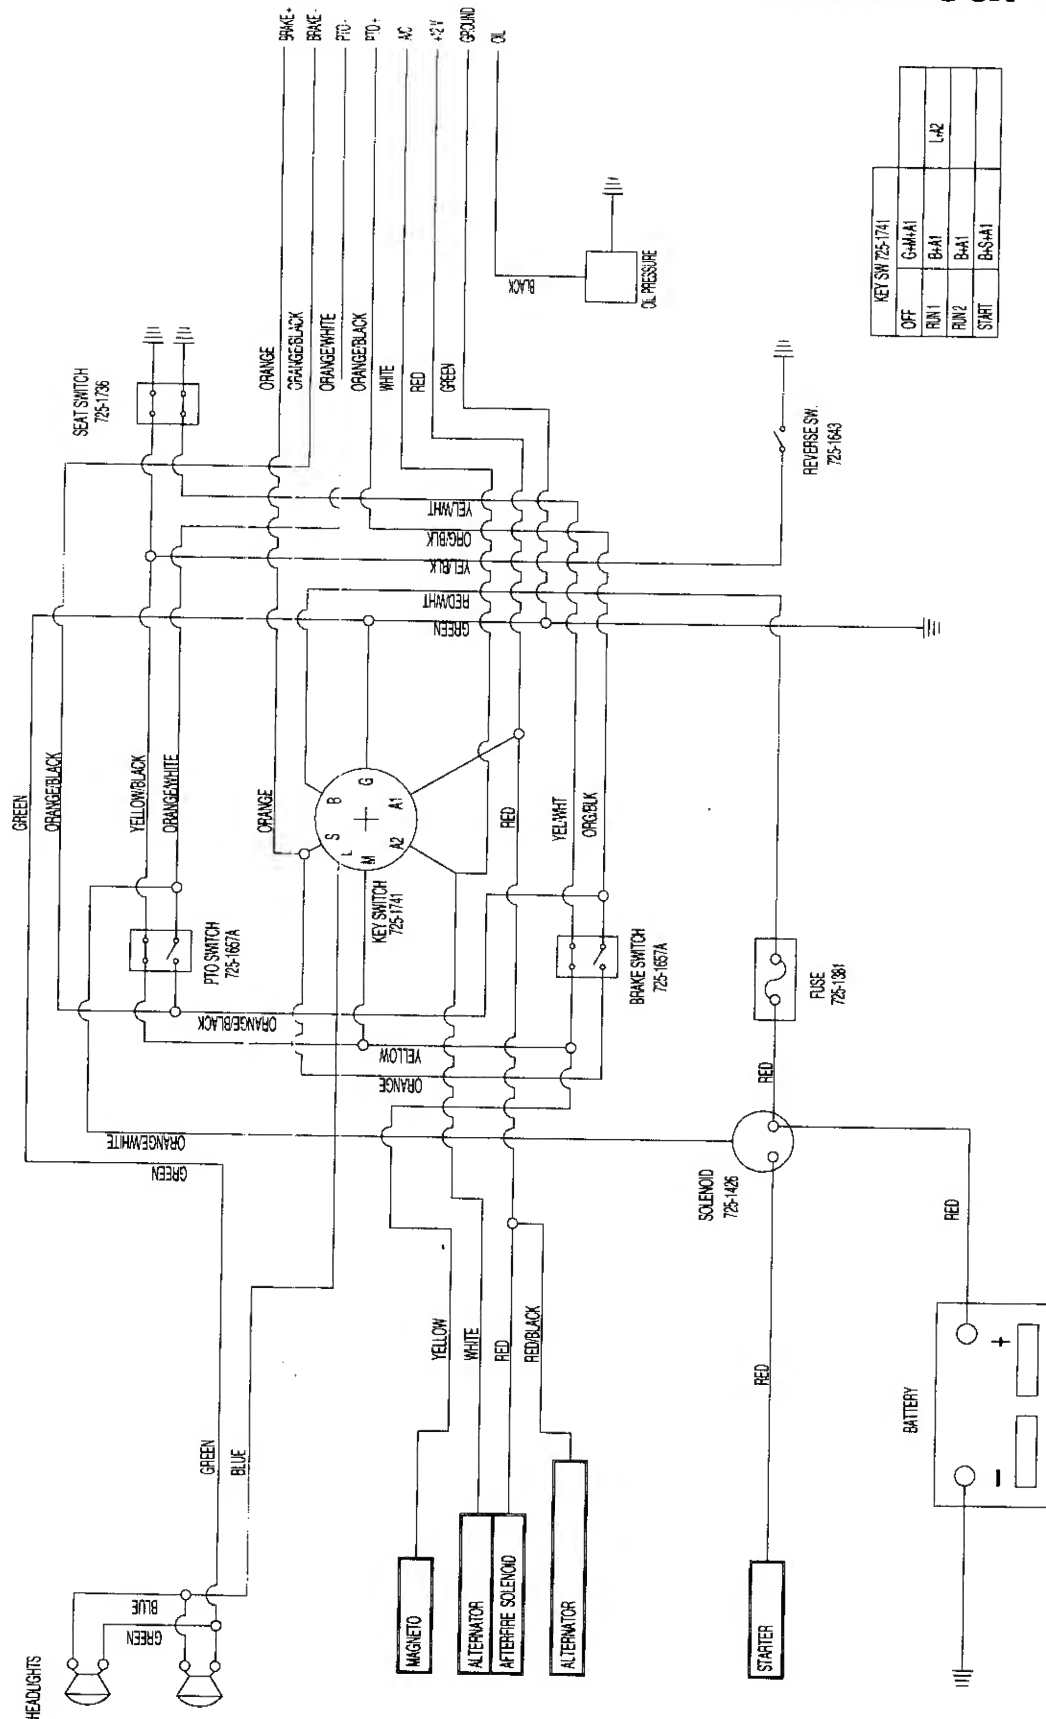 BRAKE+
BRAKE-
PTO-
PTO+
A/C
+12 V
GROUND
OIL
KEY SW 725-1741
OFF G+M+A1
RUN 1 B+A1 L+A2
RUN 2 B+A1
START B+S+A1
BLACK
OIL PRESSURE
SEAT SWITCH
725-1736
ORANGE
ORANGE/BLACK
ORANGE/WHITE
ORANGE/BLACK
WHITE
RED
GREEN
REVERSE SW.
725-1643
YEL/WHT
ORG/BLK
YEL/BLK
RED/WHT
GREEN
GREEN
ORANGE/BLACK
YELLOW/BLACK
ORANGE/WHITE
ORANGE
B
G
S
A1
L
M
A2
KEY SWITCH
725-1741
RED
YEL/WHT
ORG/BLK
PTO SWITCH
725-1657A
BRAKE SWITCH
725-1657A
FUSE
725-1381
ORANGE/BLACK
YELLOW
ORANGE
RED
ORANGE/WHITE
GREEN
SOLENOID
725-1426
RED
YELLOW
WHITE
RED
RED/BLACK
RED
GREEN
BLUE
BATTERY
+
-
BLUE
GREEN
HEADLIGHTS
MAGNETO
ALTERNATOR
AFTERFIRE SOLENOID
ALTERNATOR
STARTER